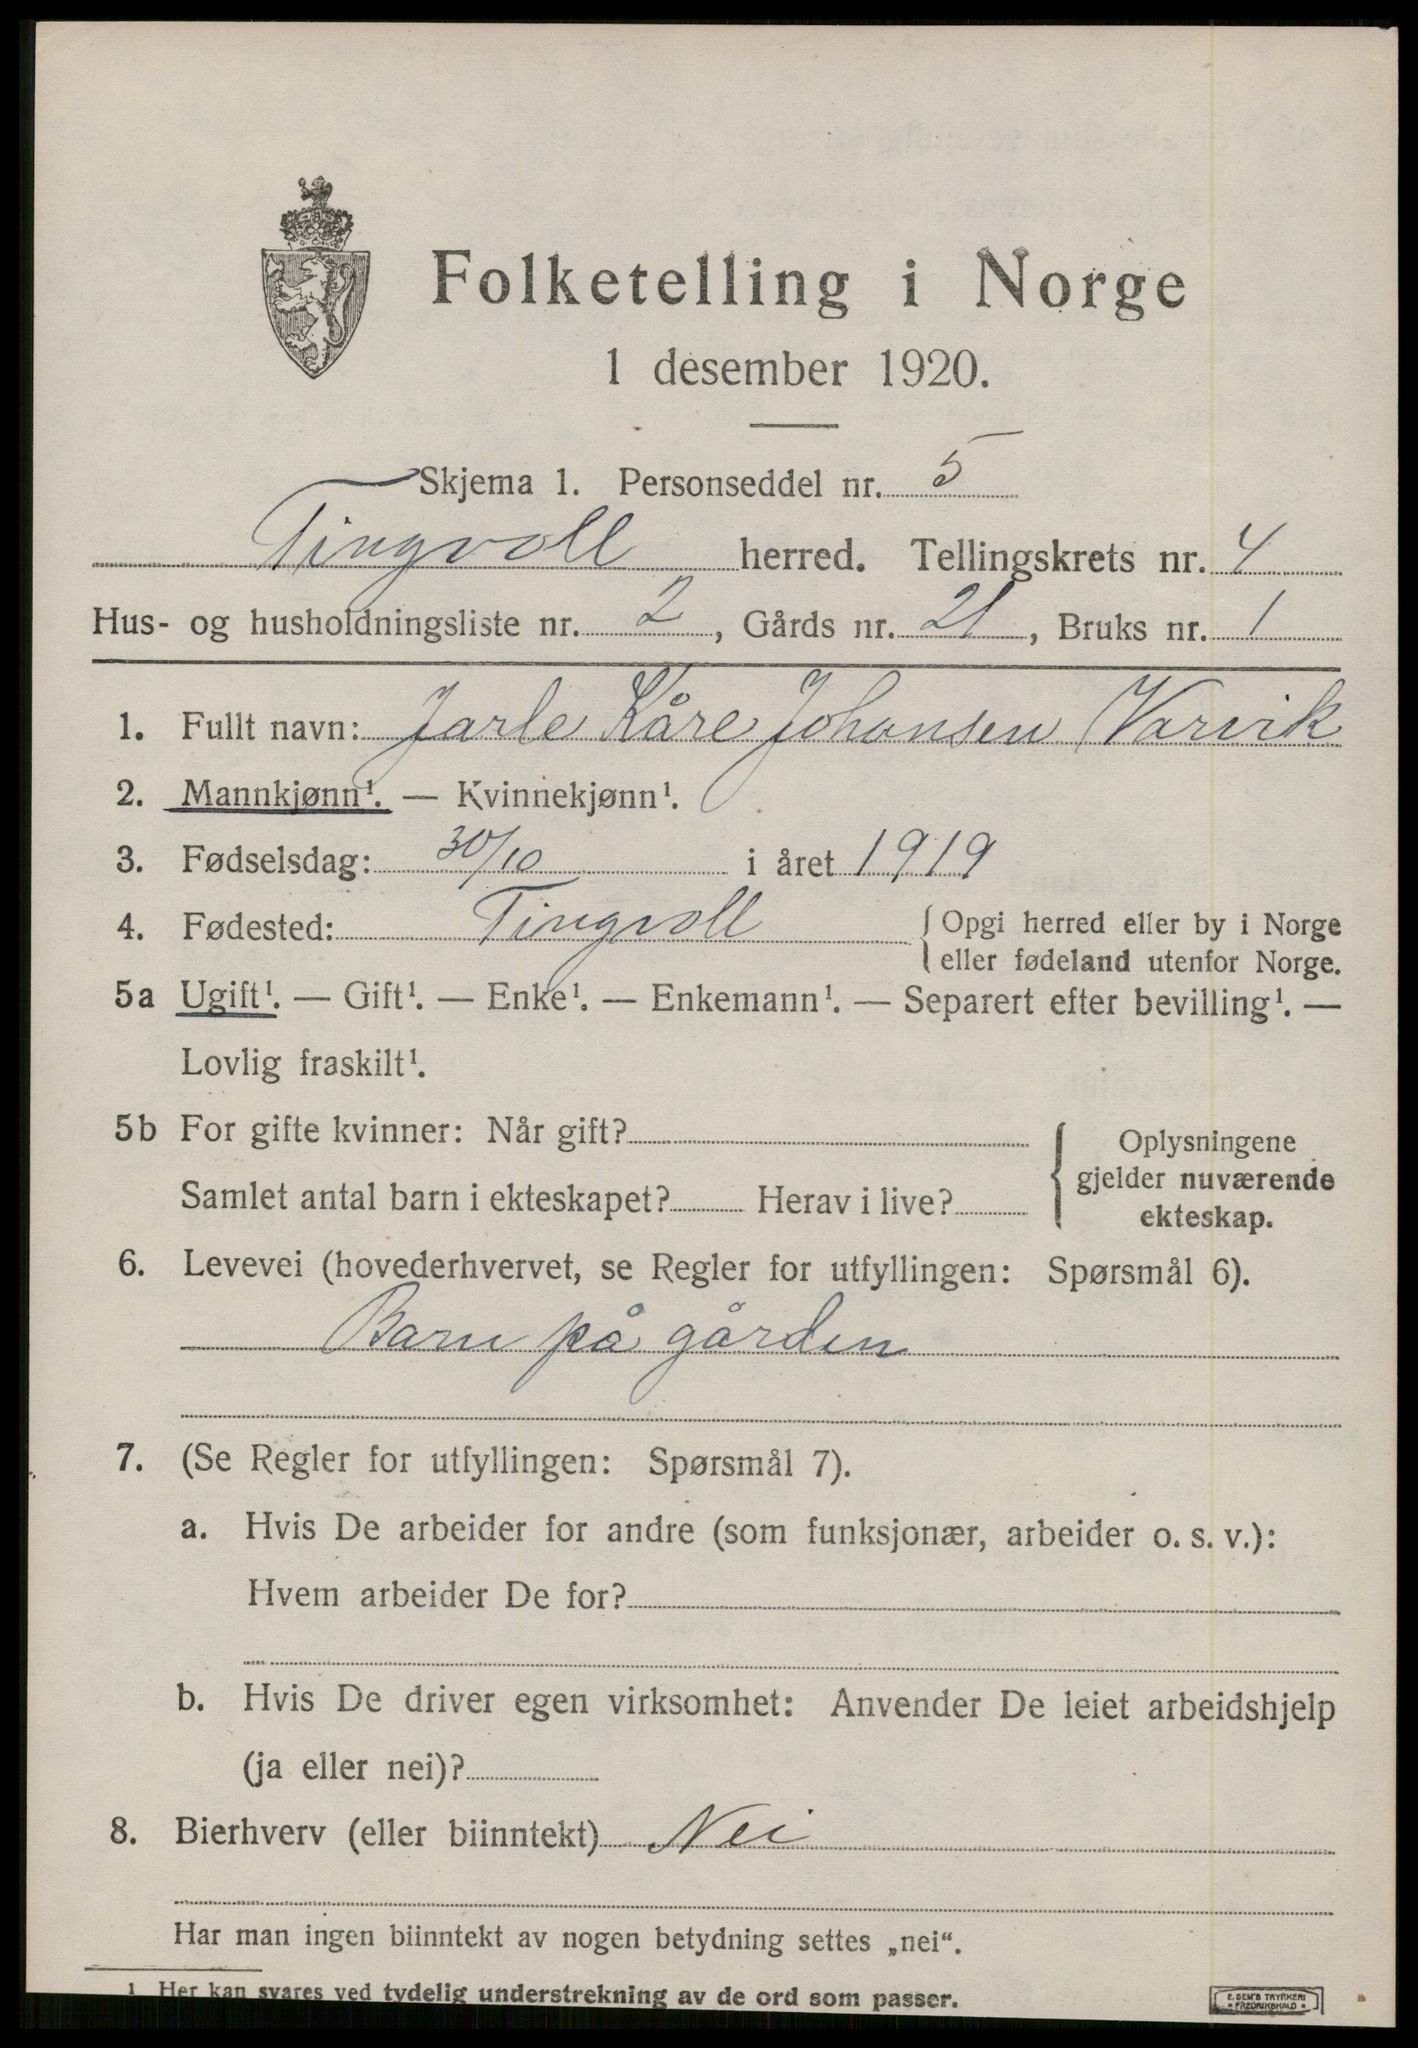 Folketelling i Norge
1 desember 1920.
Skjema 1. Personseddel nr. 5
Tingvoll herred. Tellingskrets nr. 4
Hus- og husholdningsliste nr. 2, Gårds nr. 21, Bruks nr. 1
1. Fullt navn: Jarle Kåre Johansen Varvik
2. Mannkjønn¹. — Kvinnekjønn¹.
3. Fødselsdag: 30/10 i året 1919
4. Fødested: Tingvoll { Opgi herred eller by i Norge
eller fødeland utenfor Norge.
5a Ugift¹. — Gift¹. — Enke¹. — Enkemann¹. — Separert efter bevilling¹. —
Lovlig fraskilt¹.
5b For gifte kvinner: Når gift?
Samlet antal barn i ekteskapet? Herav i live?
{ Oplysningene
gjelder nuværende
ekteskap.
6. Levevei (hovederhvervet, se Regler for utfyllingen: Spørsmål 6).
Barn på gården
7. (Se Regler for utfyllingen: Spørsmål 7).
a. Hvis De arbeider for andre (som funksjonær, arbeider o. s. v.):
Hvem arbeider De for?
b. Hvis De driver egen virksomhet: Anvender De leiet arbeidshjelp
(ja eller nei)?
8. Bierhverv (eller biinntekt) Nei
Har man ingen biinntekt av nogen betydning settes „nei“.
1 Her kan svares ved tydelig understrekning av de ord som passer.
E. SEM'S TRYKKERI
• FREDRIKSHALD •